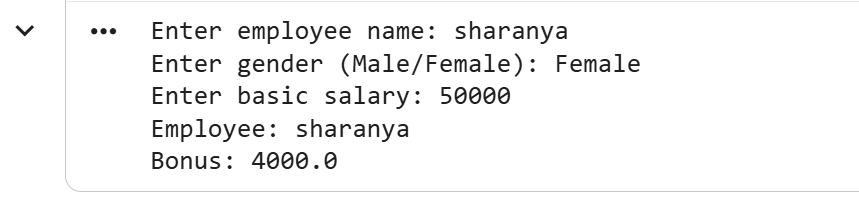 Enter employee name: sharanya
Enter gender (Male/Female): Female
Enter basic salary: 50000
Employee: sharanya
Bonus: 4000.0